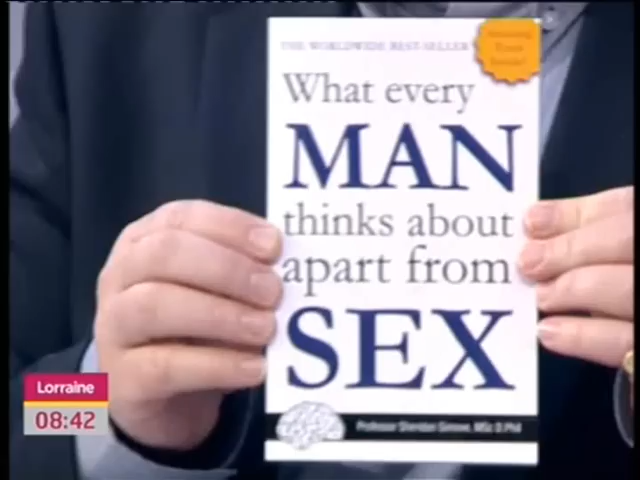 THE WORLDWIDE BEST-SELLER
What every
MAN
thinks about
apart from
SEX
Professor Sheridan Simove, MSc D.Phil
Lorraine
08:42